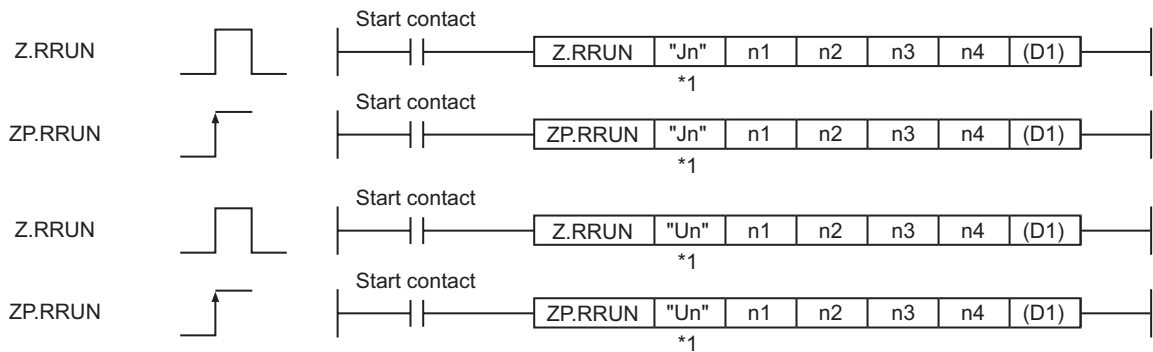 Start contact
Z.RRUN Z.RRUN "Jn" n1 n2 n3 n4 (D1)
*1
Start contact
ZP.RRUN ZP.RRUN "Jn" n1 n2 n3 n4 (D1)
*1
Start contact
Z.RRUN Z.RRUN "Un" n1 n2 n3 n4 (D1)
*1
Start contact
ZP.RRUN ZP.RRUN "Un" n1 n2 n3 n4 (D1)
*1